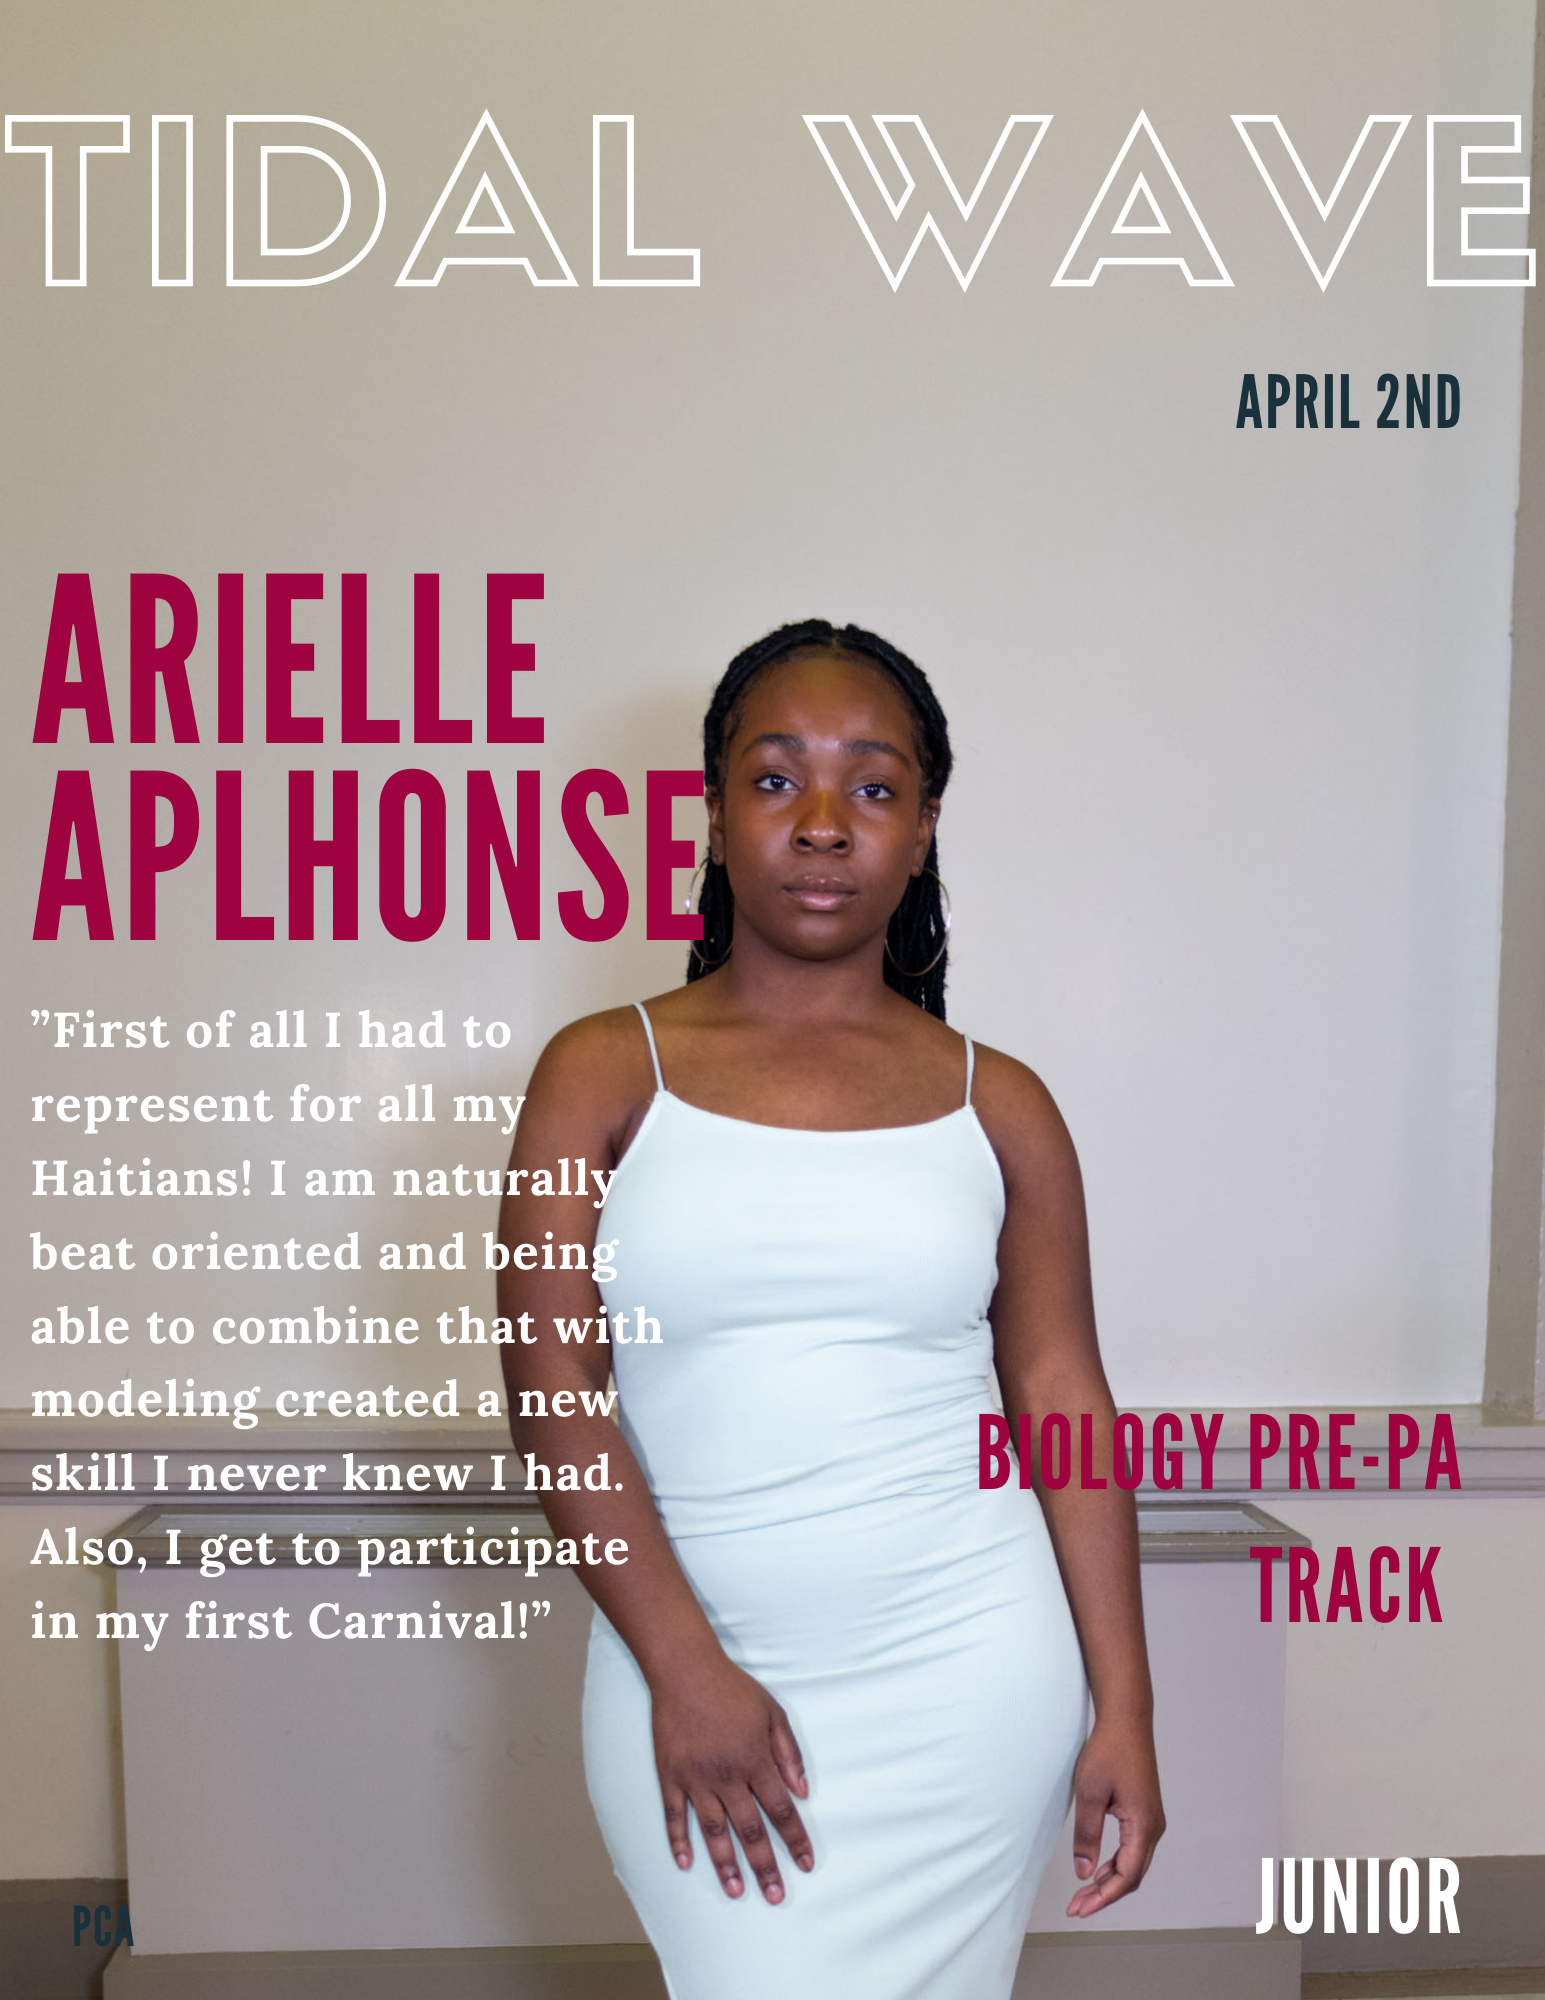 TIDAL WAVE
APRIL 2ND
ARIELLE
APLHONSE
”First of all I had to
represent for all my
Haitians! I am naturally
beat oriented and being
able to combine that with
modeling created a new
skill I never knew I had.
Also, I get to participate
in my first Carnival!”
BIOLOGY PRE-PA
TRACK
JUNIOR
PCA